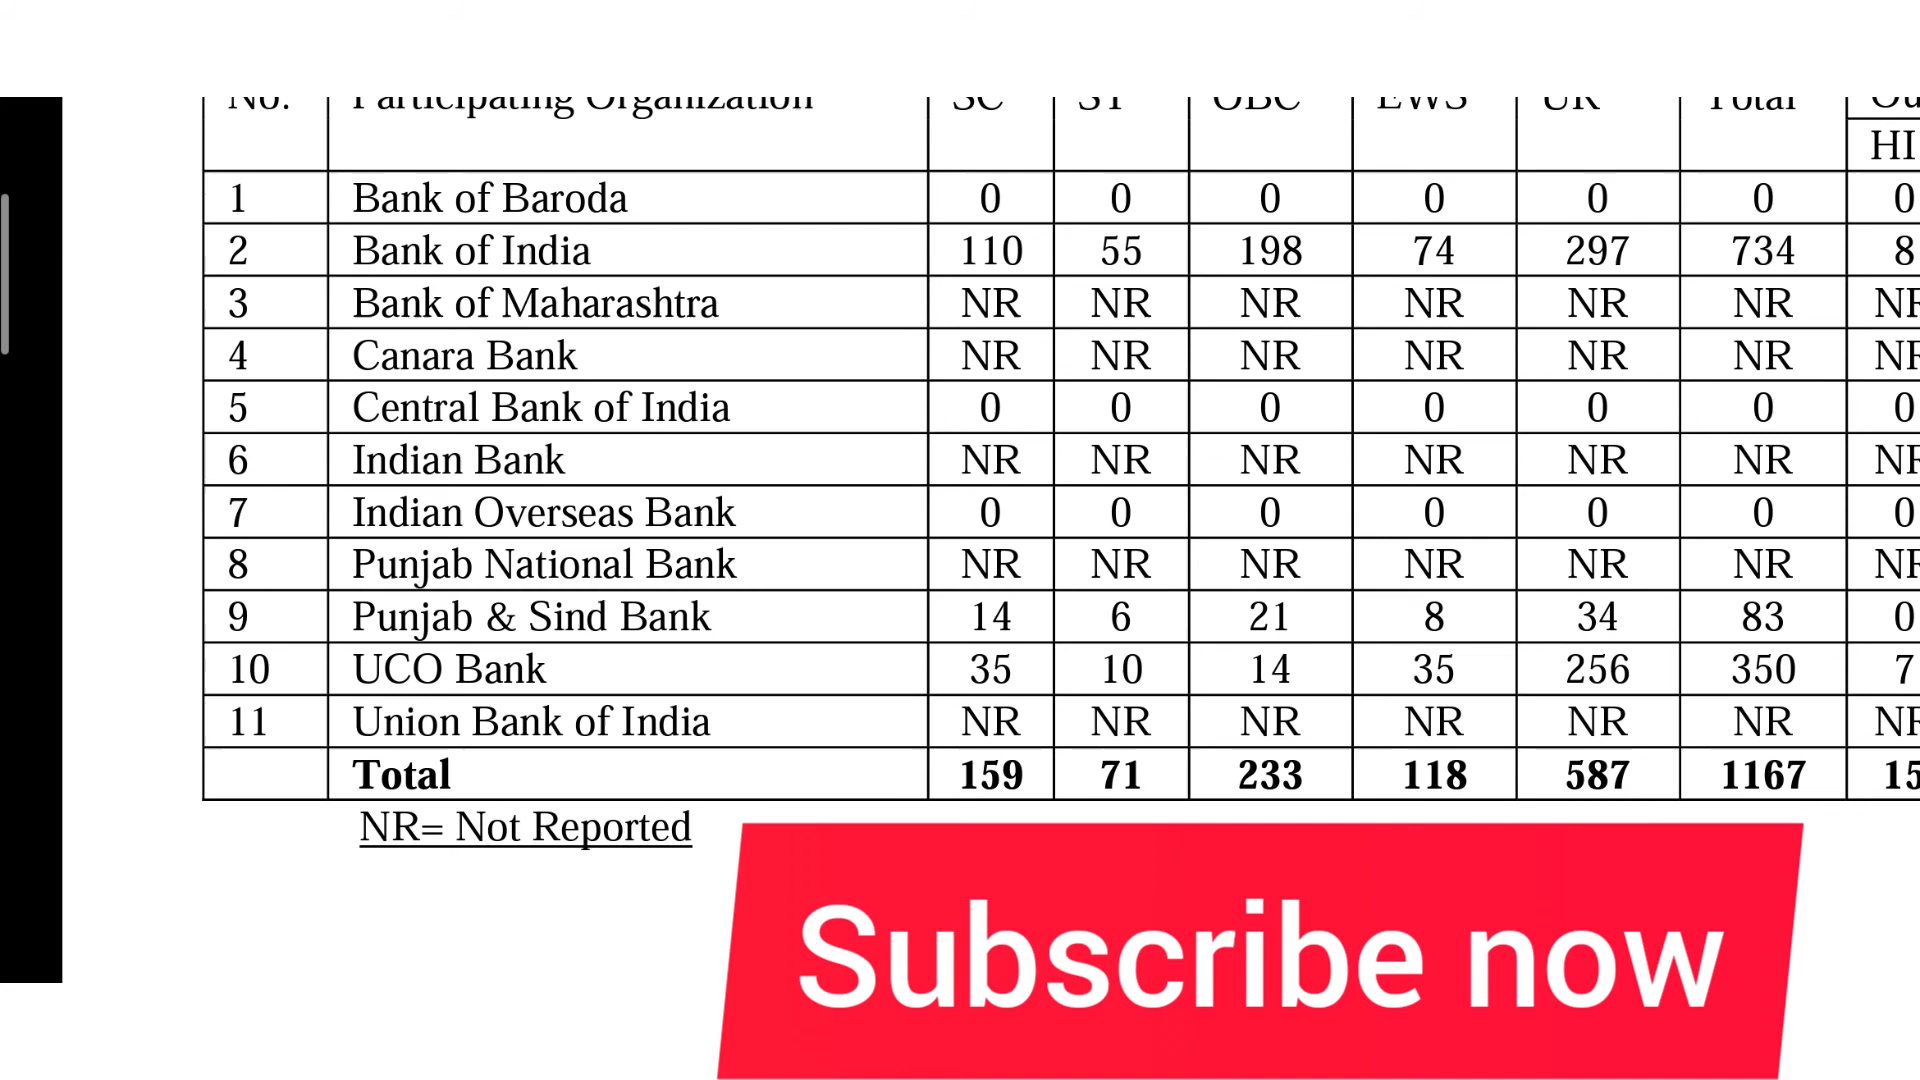 No. Participating Organization SC ST OBC EWS UR Total Ou
HI
1 Bank of Baroda 0 0 0 0 0 0 0
2 Bank of India 110 55 198 74 297 734 8
3 Bank of Maharashtra NR NR NR NR NR NR NR
4 Canara Bank NR NR NR NR NR NR NR
5 Central Bank of India 0 0 0 0 0 0 0
6 Indian Bank NR NR NR NR NR NR NR
7 Indian Overseas Bank 0 0 0 0 0 0 0
8 Punjab National Bank NR NR NR NR NR NR NR
9 Punjab & Sind Bank 14 6 21 8 34 83 0
10 UCO Bank 35 10 14 35 256 350 7
11 Union Bank of India NR NR NR NR NR NR NR
Total 159 71 233 118 587 1167 15
NR= Not Reported
Subscribe now